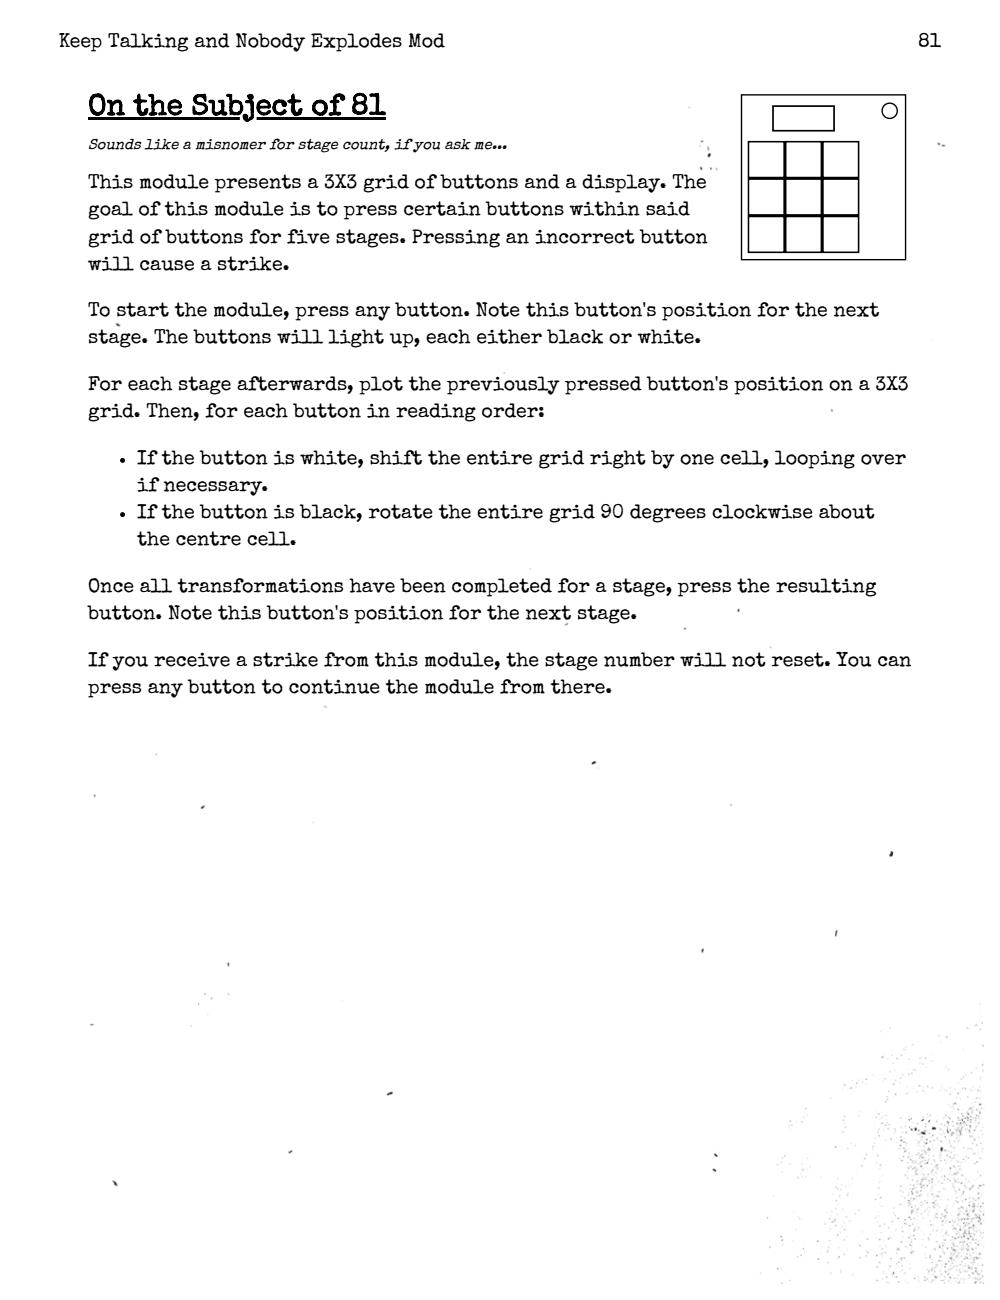 Keep Talking and Nobody Explodes Mod
81
On the Subject of 81
Sounds like a misnomer for stage count, if you ask me...
This module presents a 3X3 grid of buttons and a display. The
goal of this module is to press certain buttons within said
grid of buttons for five stages. Pressing an incorrect button
will cause a strike.
To start the module, press any button. Note this button's position for the next
stage. The buttons will light up, each either black or white.
For each stage afterwards, plot the previously pressed button's position on a 3X3
grid. Then, for each button in reading order:
• If the button is white, shift the entire grid right by one cell, looping over
if necessary.
• If the button is black, rotate the entire grid 90 degrees clockwise about
the centre cell.
Once all transformations have been completed for a stage, press the resulting
button. Note this button's position for the next stage.
If you receive a strike from this module, the stage number will not reset. You can
press any button to continue the module from there.